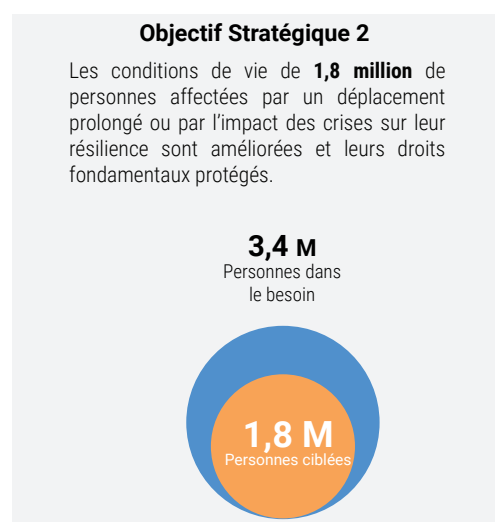 Objectif Stratégique 2
Les conditions de vie de 1,8 million de
personnes affectées par un déplacement
prolongé ou par l'impact des crises sur leur
résilience sont améliorées et leurs droits
fondamentaux protégés.
3,4 M
Personnes dans
le besoin
1,8 M
Personnes ciblées